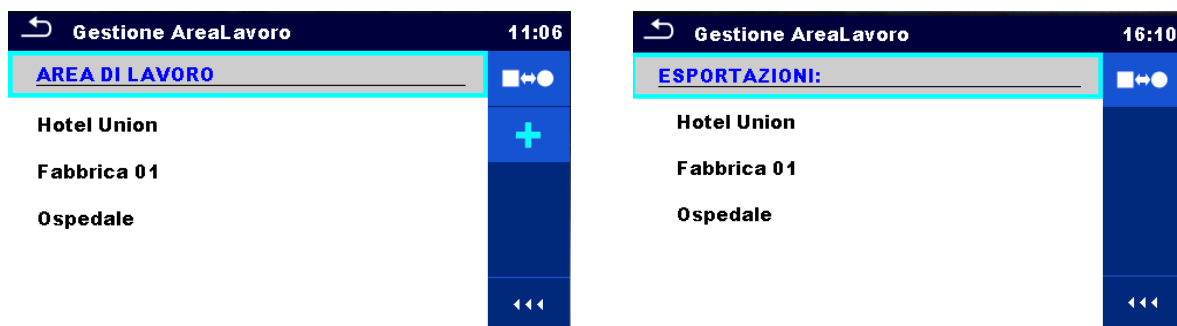 Gestione AreaLavoro 11:06
AREA DI LAVORO
Hotel Union
Fabbrica 01
Ospedale
Gestione AreaLavoro 16:10
ESPORTAZIONI:
Hotel Union
Fabbrica 01
Ospedale